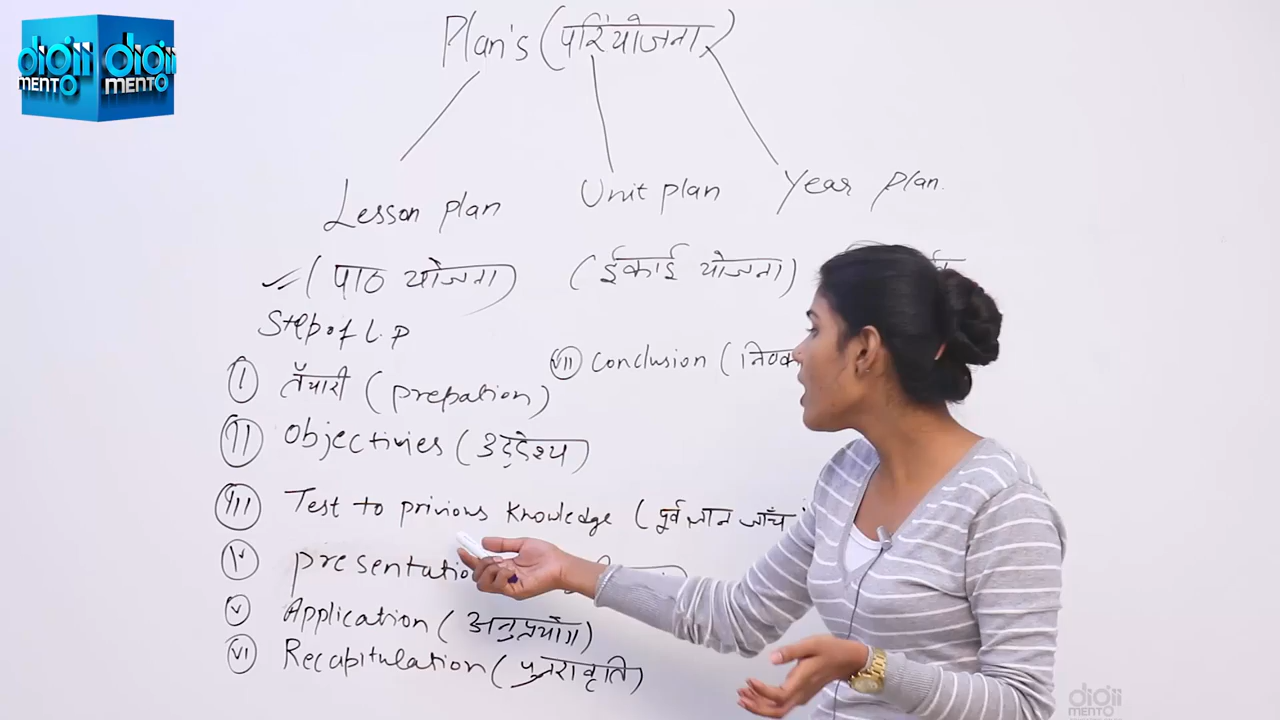 digii MENTO digii MENTO
Plan's (परियोजना)
Lesson plan Unit plan Year plan.
(पाठ योजना) (ईकाई योजना)
Step of L.P
I तैयारी (prepation) VII conclusion
II Objectivies (उद्देश्य)
III Test to privious knowledge (पूर्व ज्ञान जाँच
IV presentatio
V Application (अनुप्रयोग)
VI Recapitulation (पुनरावृति)
digii MENTO